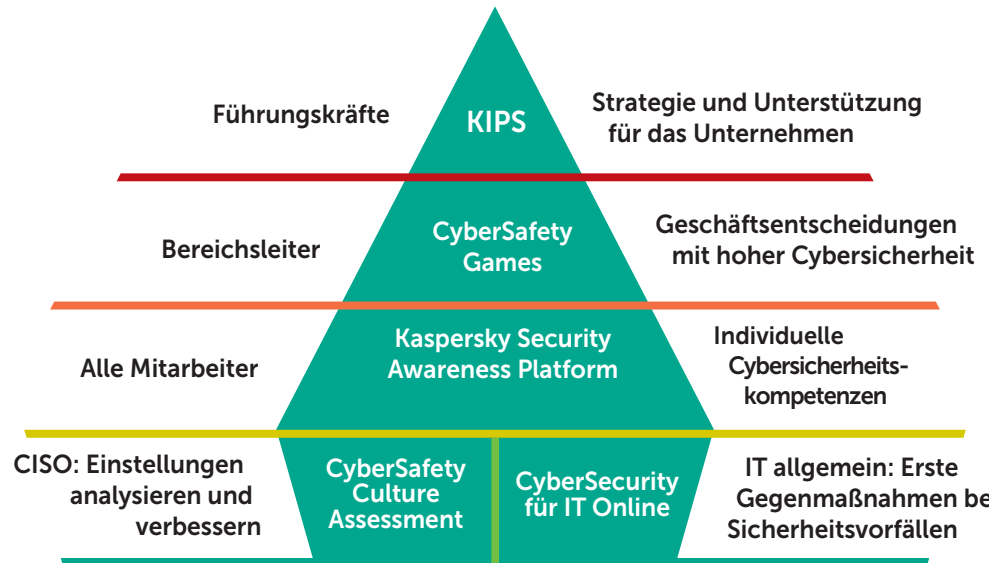 Führungskräfte
KIPS
Strategie und Unterstützung
für das Unternehmen
Bereichsleiter
CyberSafety
Games
Geschäftsentscheidungen
mit hoher Cybersicherheit
Alle Mitarbeiter
Kaspersky Security
Awareness Platform
Individuelle
Cybersicherheits-
kompetenzen
CISO: Einstellungen
analysieren und
verbessern
CyberSafety
Culture
Assessment
CyberSecurity
für IT Online
IT allgemein: Erste
Gegenmaßnahmen be
Sicherheitsvorfällen